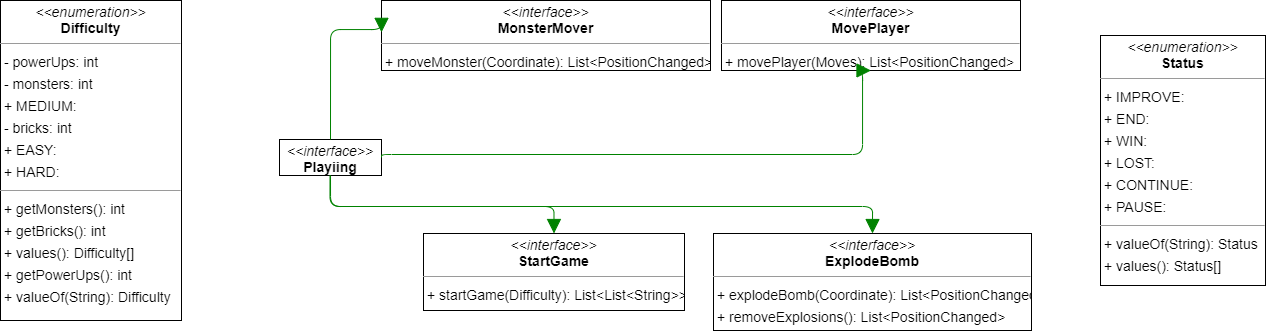 <<enumeration>>
Difficulty
- powerUps: int
- monsters: int
+ MEDIUM:
- bricks: int
+ EASY:
+ HARD:
+ getMonsters(): int
+ getBricks(): int
+ values(): Difficulty[]
+ getPowerUps(): int
+ valueOf(String): Difficulty
<<interface>>
MonsterMover
+ moveMonster(Coordinate): List<PositionChanged>
<<interface>>
MovePlayer
+ movePlayer(Moves): List<PositionChanged>
<<interface>>
Playiing
<<interface>>
StartGame
+ startGame(Difficulty): List<List<String>>
<<interface>>
ExplodeBomb
+ explodeBomb(Coordinate): List<PositionChanged
+ removeExplosions(): List<PositionChanged>
<<enumeration>>
Status
+ IMPROVE:
+ END:
+ WIN:
+ LOST:
+ CONTINUE:
+ PAUSE:
+ valueOf(String): Status
+ values(): Status[]